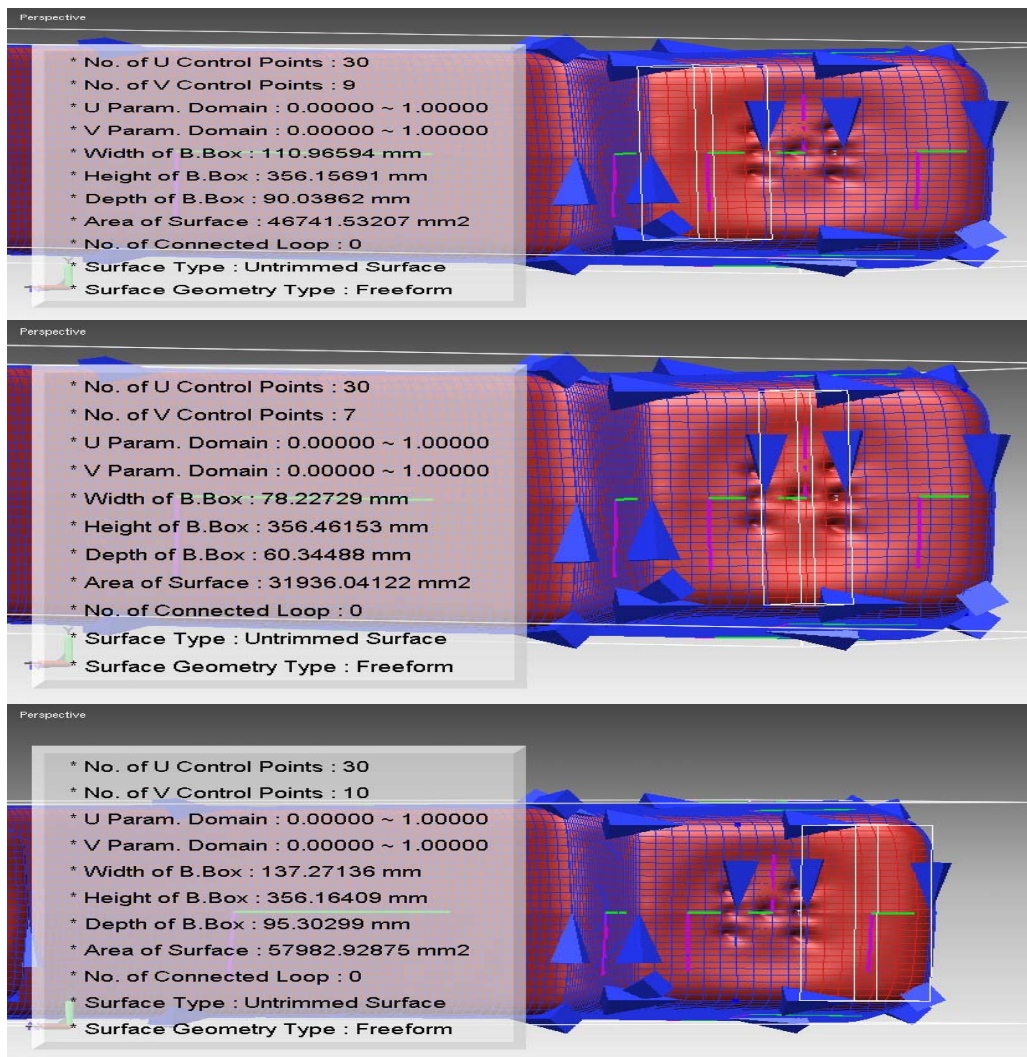 Perspective
* No. of U Control Points : 30
* No. of V Control Points : 9
* U Param. Domain : 0.00000 ~ 1.00000
* V Param. Domain : 0.00000 ~ 1.00000
* Width of B.Box : 110.96594 mm
* Height of B.Box : 356.15691 mm
* Depth of B.Box : 90.03862 mm
* Area of Surface : 46741.53207 mm2
* No. of Connected Loop : 0
* Surface Type : Untrimmed Surface
* Surface Geometry Type : Freeform
Perspective
* No. of U Control Points : 30
* No. of V Control Points : 7
* U Param. Domain : 0.00000 ~ 1.00000
* V Param. Domain : 0.00000 ~ 1.00000
* Width of B.Box : 78.22729 mm
* Height of B.Box : 356.46153 mm
* Depth of B.Box : 60.34488 mm
* Area of Surface : 31936.04122 mm2
* No. of Connected Loop : 0
* Surface Type : Untrimmed Surface
* Surface Geometry Type : Freeform
Perspective
* No. of U Control Points : 30
* No. of V Control Points : 10
* U Param. Domain : 0.00000 ~ 1.00000
* V Param. Domain : 0.00000 ~ 1.00000
* Width of B.Box : 137.27136 mm
* Height of B.Box : 356.16409 mm
* Depth of B.Box : 95.30299 mm
* Area of Surface : 57982.92875 mm2
* No. of Connected Loop : 0
* Surface Type : Untrimmed Surface
* Surface Geometry Type : Freeform